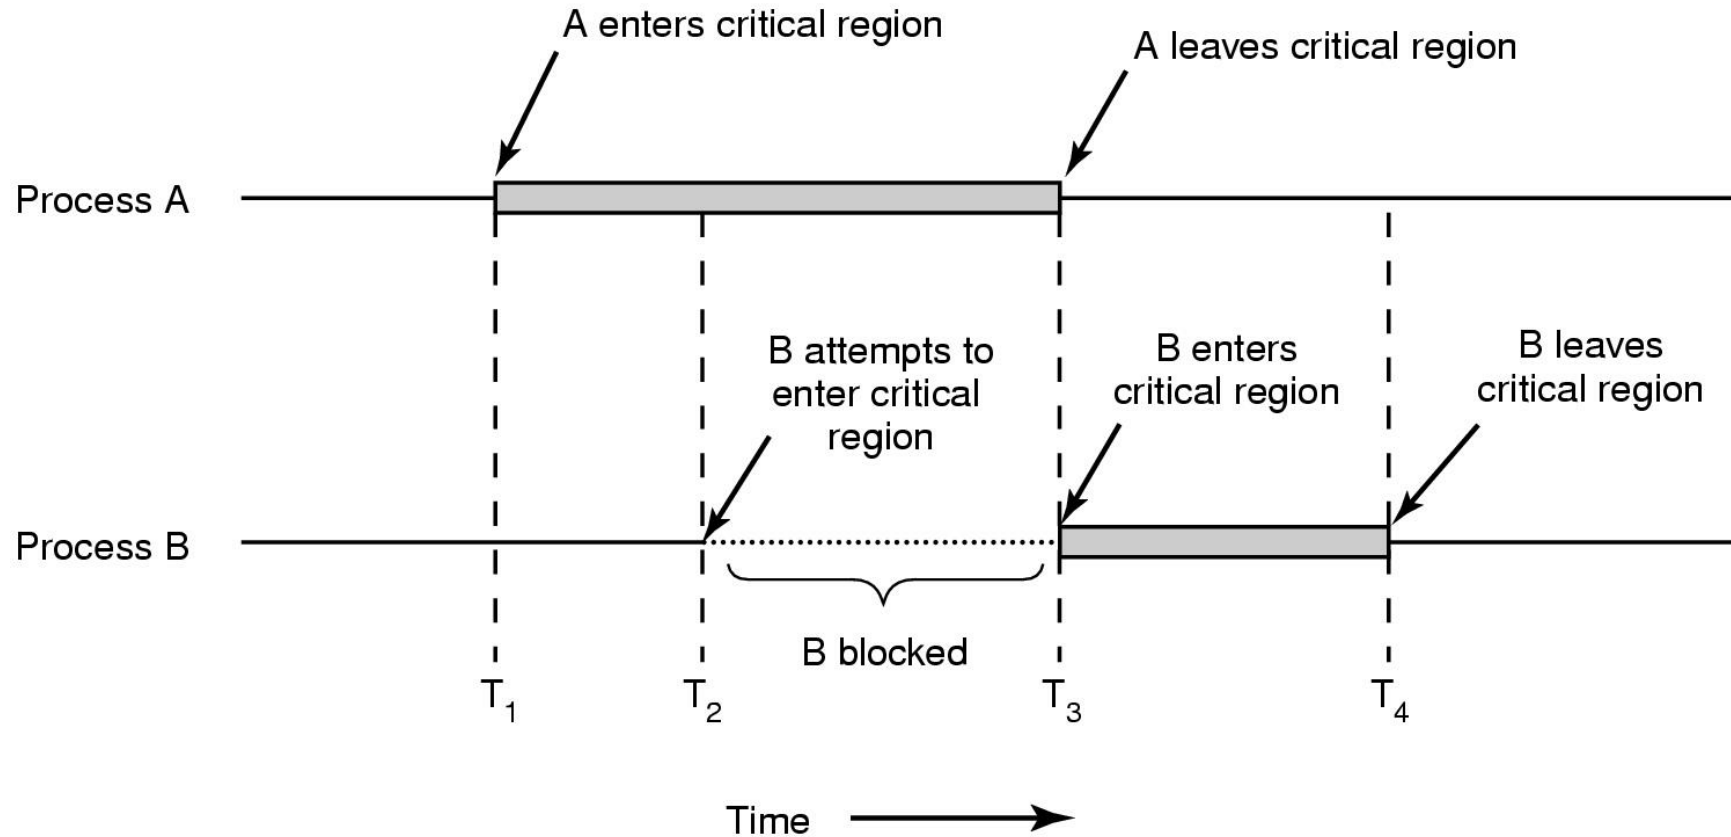 A enters critical region
A leaves critical region
Process A
B attempts to
enter critical
region
B enters
critical region
B leaves
critical region
Process B
B blocked
T1
T2
T3
T4
Time